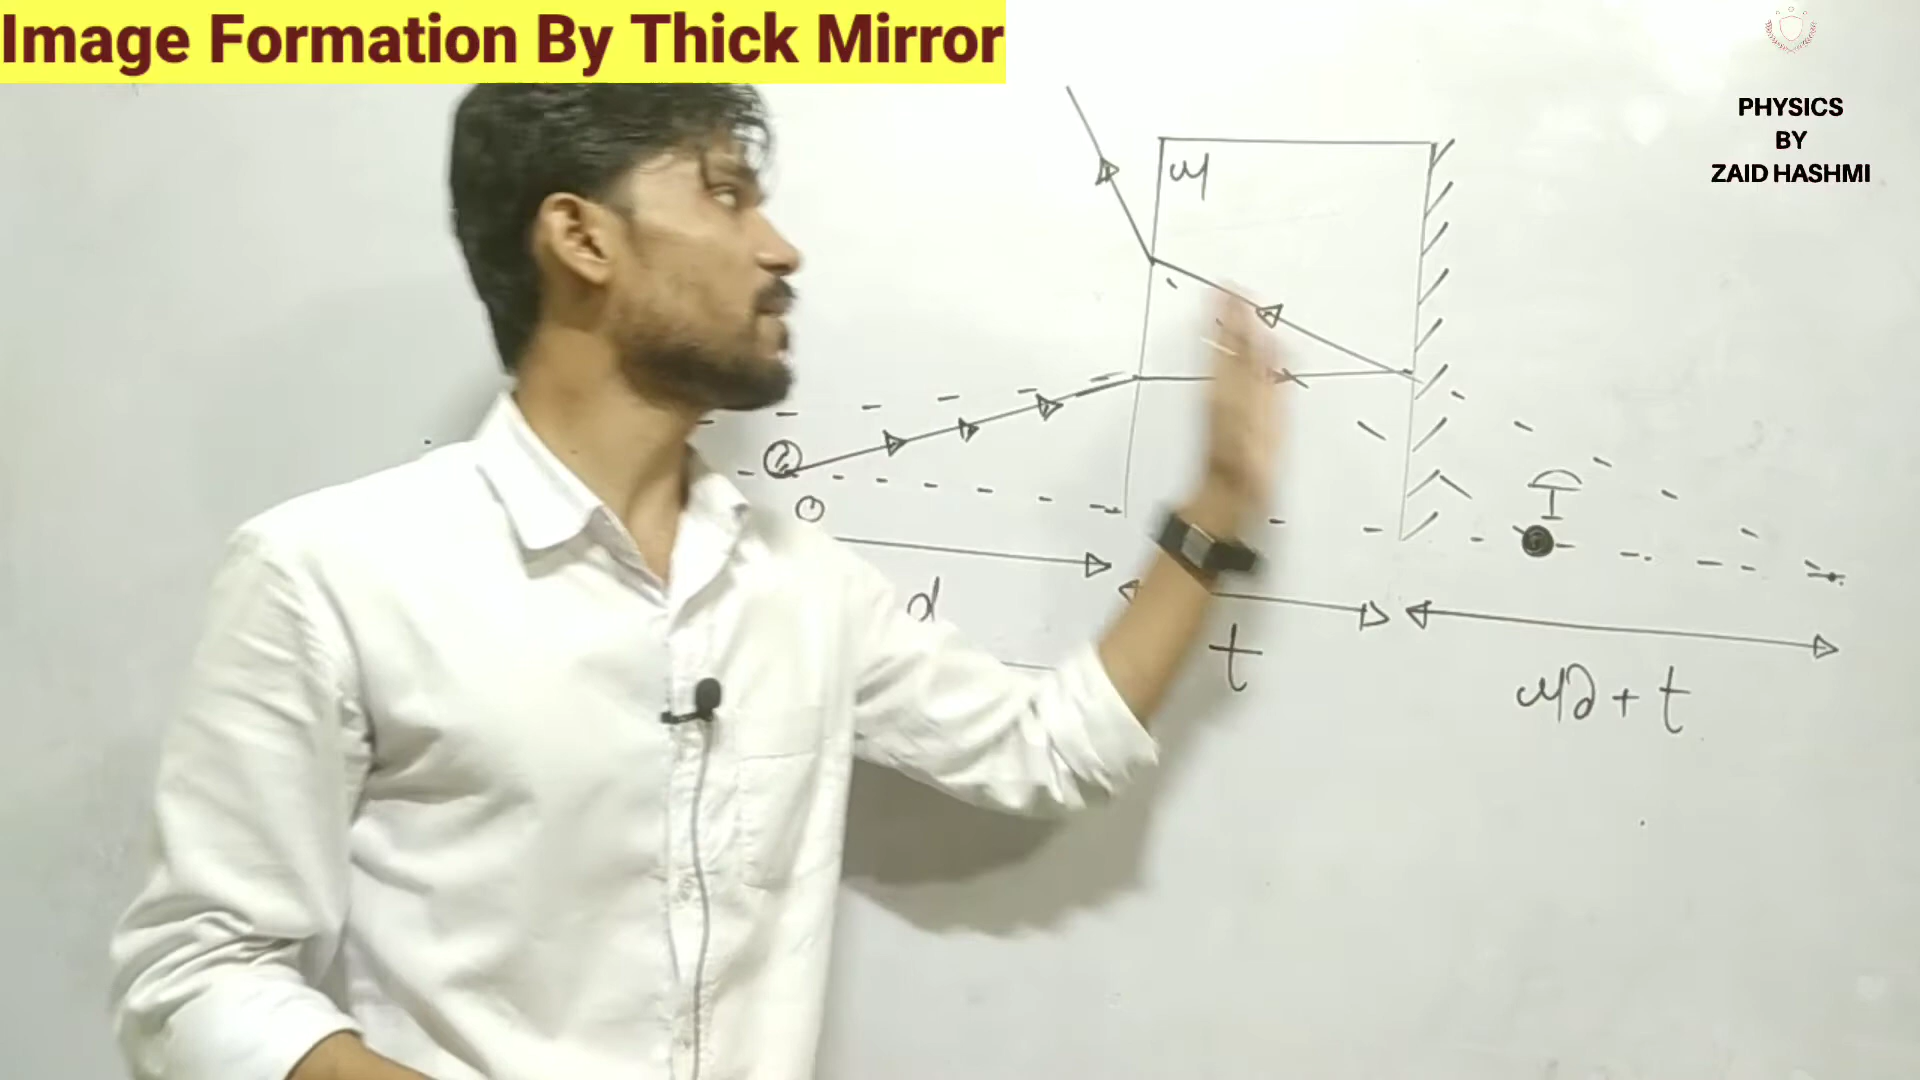 Image Formation By Thick Mirror
PHYSICS
BY
ZAID HASHMI
μ
O
I
d
t
μd + t